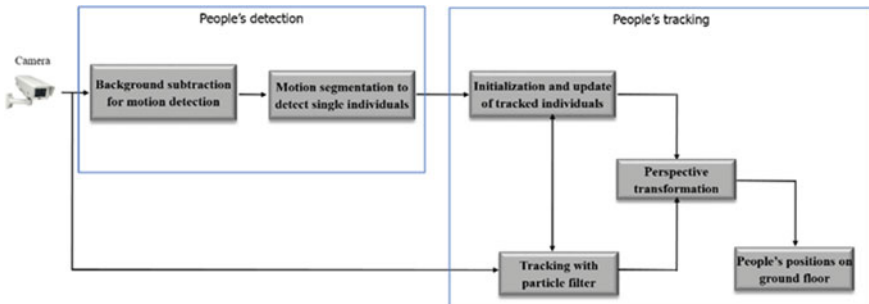 People's detection
People's tracking
Camera
Background subtraction
for motion detection
Motion segmentation to
detect single individuals
Initialization and update
of tracked individuals
Perspective
transformation
Tracking with
particle filter
People's positions on
ground floor